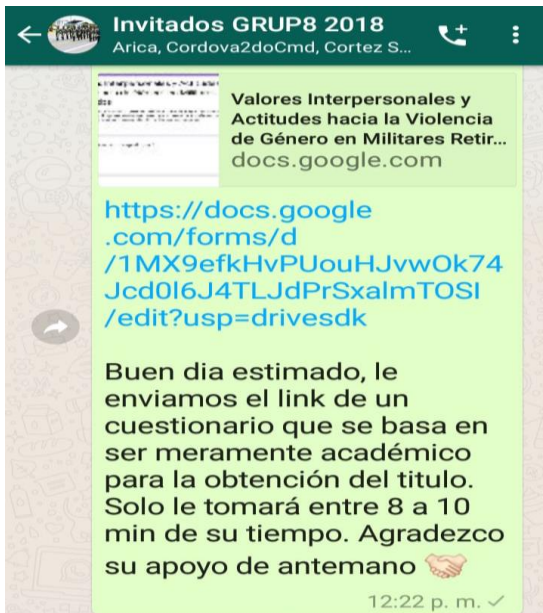 Invitados GRUP8 2018
Arica, Cordova2doCmd, Cortez S...
Valores Interpersonales y
Actitudes hacia la Violencia
de Género en Militares Retir...
docs.google.com
https://docs.google
.com/forms/d
/1MX9efkHvPUouHJvwOk74
Jcd0l6J4TLJdPrSxalmTOSI
/edit?usp=drivesdk
Buen dia estimado, le
enviamos el link de un
cuestionario que se basa en
ser meramente académico
para la obtención del titulo.
Solo le tomará entre 8 a 10
min de su tiempo. Agradezco
su apoyo de antemano 🤝🏻
12:22 p. m.